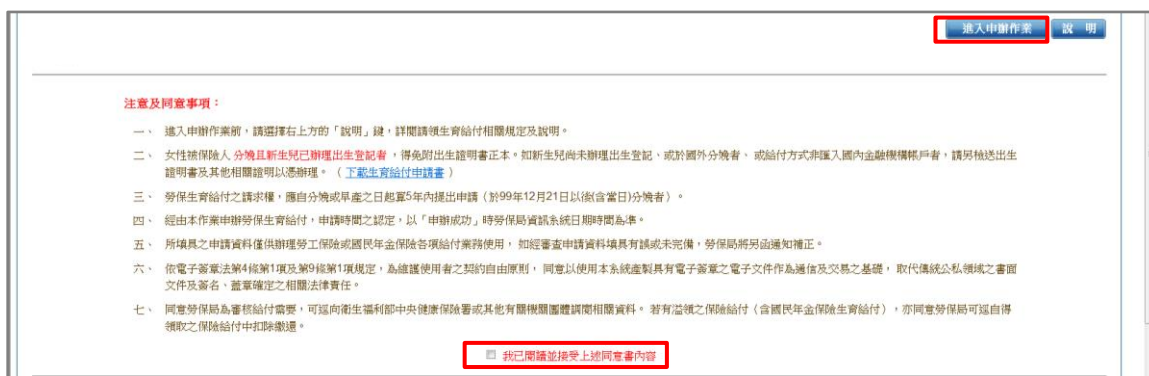 進入申辦作業 說 明
注意及同意事項：
一、 進入申辦作業前，請選擇右上方的「說明」鍵，詳閱請領生育給付相關規定及說明。
二、 女性被保險人 分娩且新生兒已辦理出生登記者 ，得免附出生證明書正本。如新生兒尚未辦理出生登記、或於國外分娩者、 或給付方式非匯入國內金融機構帳戶者，請另檢送出生
證明書及其他相關證明以憑辦理。（ 下載生育給付申請書 ）
三、 勞保生育給付之請求權，應自分娩或早產之日起算5年內提出申請（於99年12月21日以後(含當日)分娩者）。
四、 經由本作業申辦勞保生育給付，申請時間之認定，以「申辦成功」時勞保局資訊系統日期時間為準。
五、 所填具之申請資料僅供辦理勞工保險或國民年金保險各項給付業務使用， 如經審查申請資料填具有誤或未完備，勞保局將另函通知補正。
六、 依電子簽章法第4條第1項及第9條第1項規定，為維護使用者之契約自由原則， 同意以使用本系統產製具有電子簽章之電子文件作為通信及交易之基礎， 取代傳統公私領域之書面
文件及簽名、蓋章確定之相關法律責任。
七、 同意勞保局為審核給付需要，可逕向衛生福利部中央健康保險署或其他有關機關團體調閱相關資料。 若有溢領之保險給付（含國民年金保險生育給付），亦同意勞保局可逕自得
領取之保險給付中扣除繳還。
我已閱讀並接受上述同意書內容